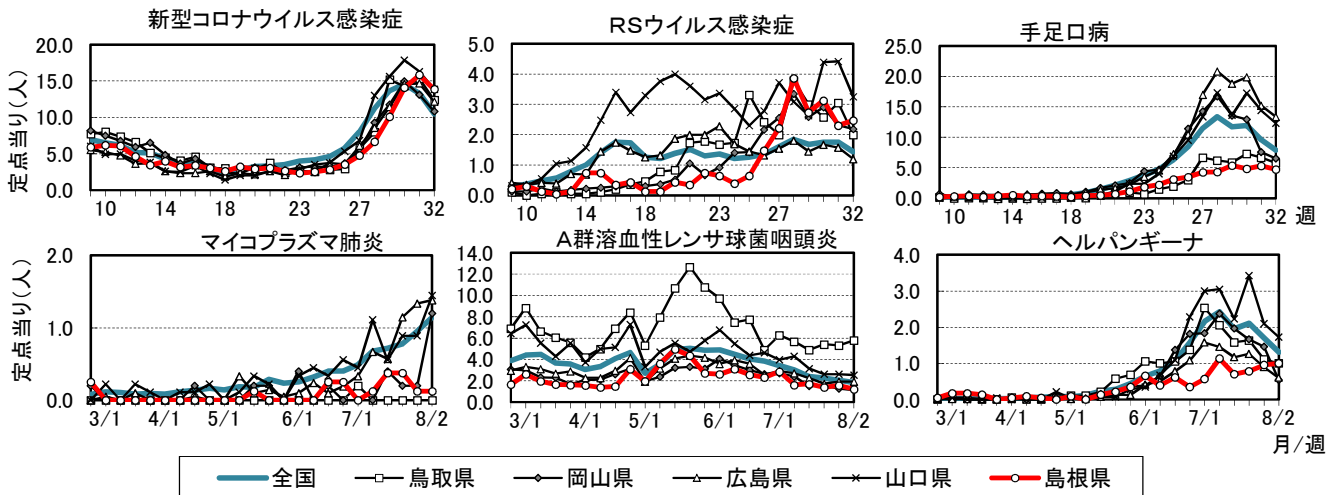 新型コロナウイルス感染症
RSウイルス感染症
手足口病
定点当り(人)
20.0
15.0
10.0
5.0
0.0
10 14 18 23 27 32
5.0
4.0
3.0
2.0
1.0
0.0
10 14 18 23 27 32
25.0
20.0
15.0
10.0
5.0
0.0
10 14 18 23 27 32 週
マイコプラズマ肺炎
A群溶血性レンサ球菌咽頭炎
ヘルパンギーナ
定点当り(人)
2.0
1.0
0.0
3/1 4/1 5/1 6/1 7/1 8/2
14.0
12.0
10.0
8.0
6.0
4.0
2.0
0.0
3/1 4/1 5/1 6/1 7/1 8/2
4.0
3.0
2.0
1.0
0.0
3/1 4/1 5/1 6/1 7/1 8/2
月/週
全国 鳥取県 岡山県 広島県 山口県 島根県